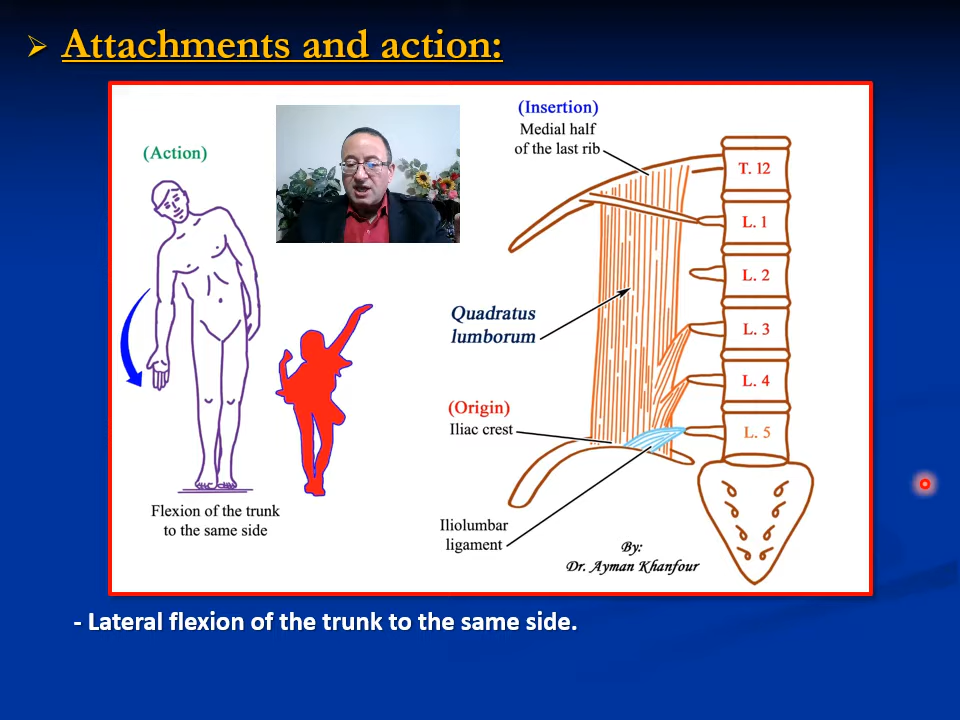 Attachments and action:
(Action)
Flexion of the trunk
to the same side
(Insertion)
Medial half
of the last rib
Quadratus
lumborum
(Origin)
Iliac crest
Iliolumbar
ligament
T. 12
L. 1
L. 2
L. 3
L. 4
L. 5
By:
Dr. Ayman Khanfour
- Lateral flexion of the trunk to the same side.